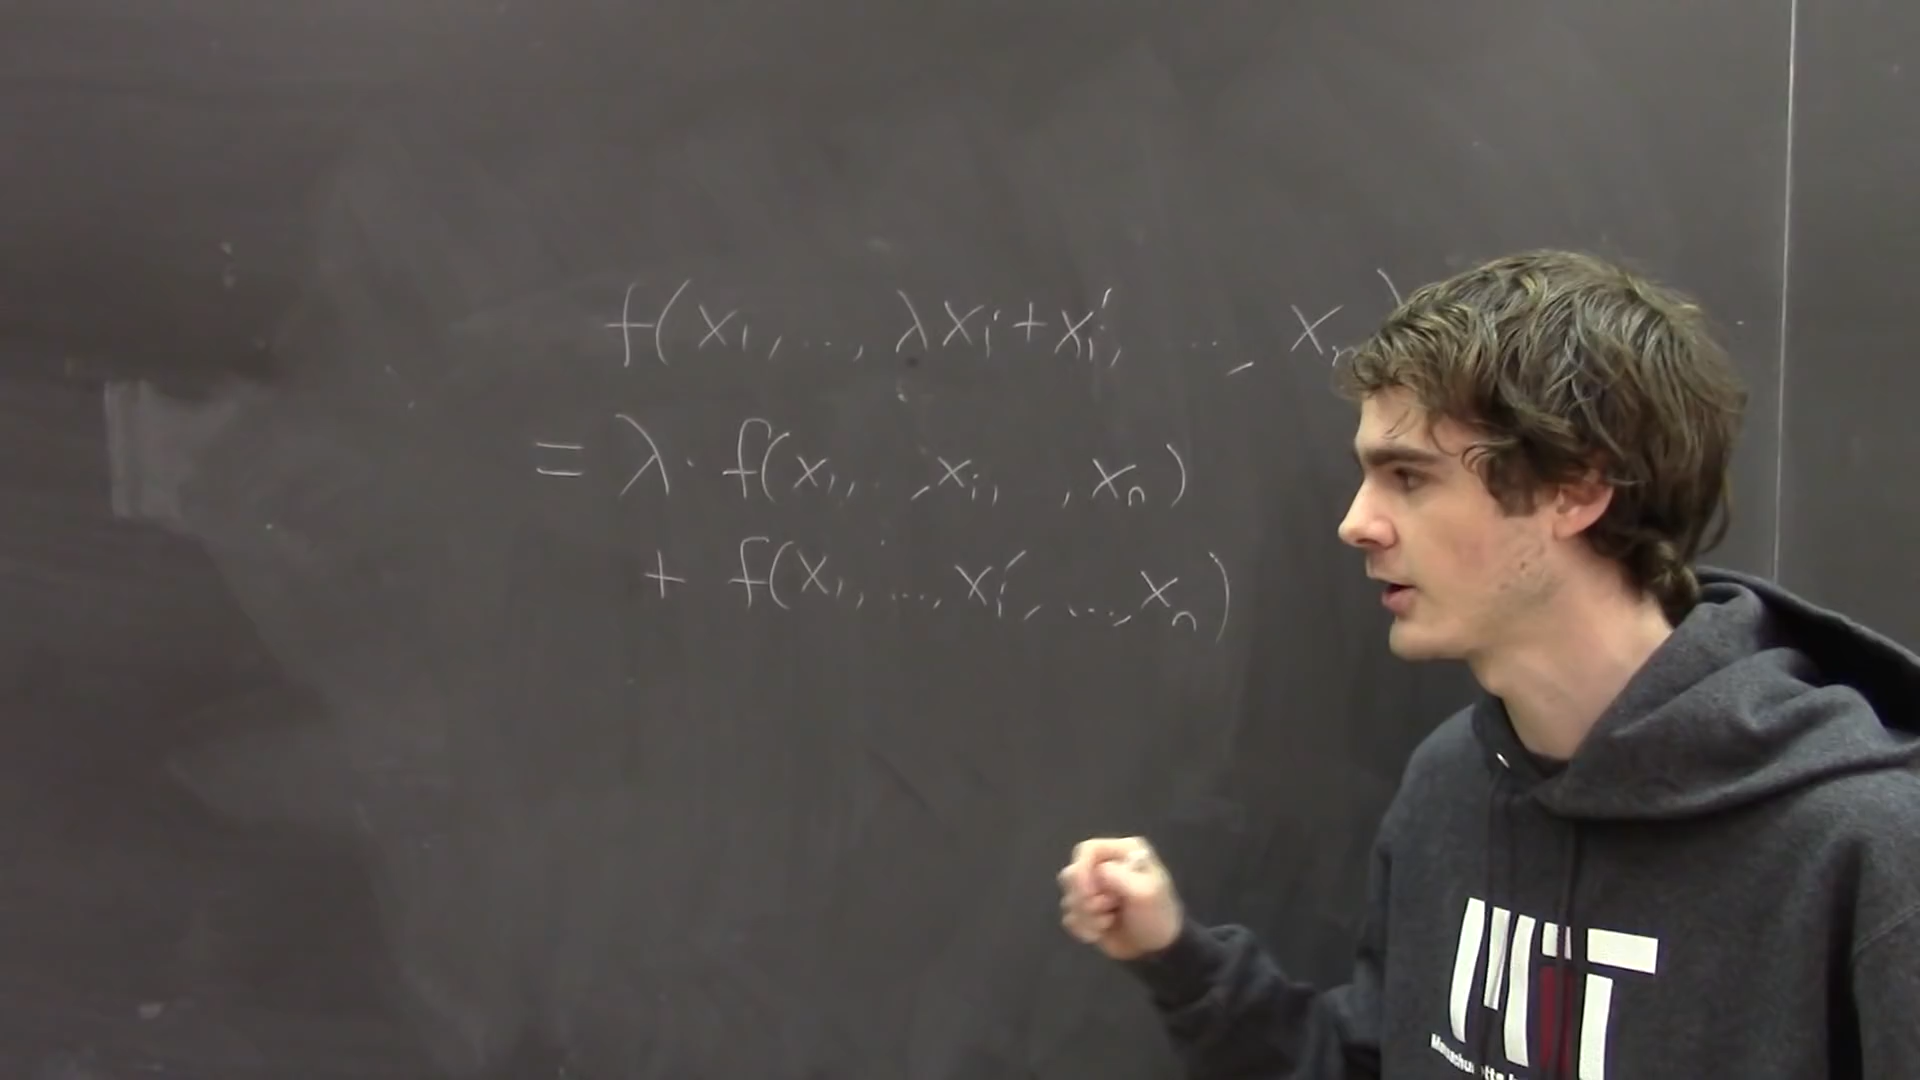 f(x₁, ..., λxᵢ + xᵢ′, ..., xₙ)
= λ · f(x₁, , xᵢ, , xₙ)
+ f(x₁, ..., xᵢ′, ..., xₙ)
MIT